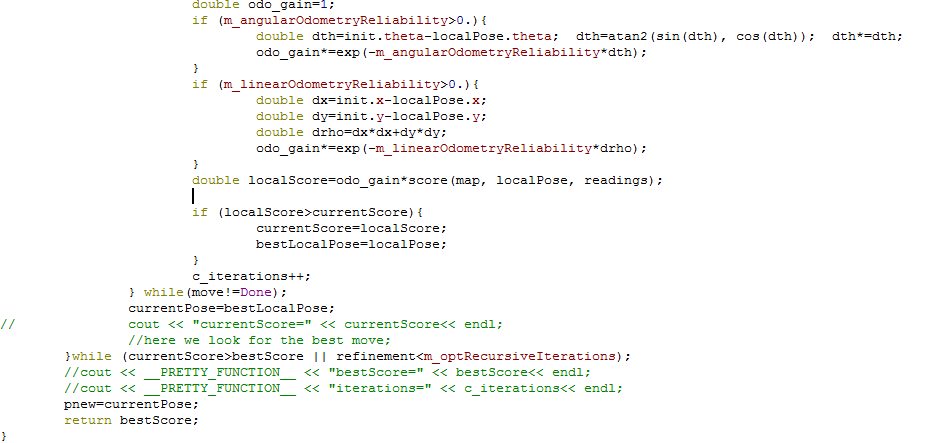 double odo_gain=1;
if (m_angularOdometryReliability>0.){
double dth=init.theta-localPose.theta;  dth=atan2(sin(dth), cos(dth));  dth*=dth;
odo_gain*=exp(-m_angularOdometryReliability*dth);
}
if (m_linearOdometryReliability>0.){
double dx=init.x-localPose.x;
double dy=init.y-localPose.y;
double drho=dx*dx+dy*dy;
odo_gain*=exp(-m_linearOdometryReliability*drho);
}
double localScore=odo_gain*score(map, localPose, readings);
if (localScore>currentScore){
currentScore=localScore;
bestLocalPose=localPose;
}
c_iterations++;
} while(move!=Done);
currentPose=bestLocalPose;
// cout << "currentScore=" << currentScore<< endl;
//here we look for the best move;
}while (currentScore>bestScore || refinement<m_optRecursiveIterations);
//cout << __PRETTY_FUNCTION__ << "bestScore=" << bestScore<< endl;
//cout << __PRETTY_FUNCTION__ << "iterations=" << c_iterations<< endl;
pnew=currentPose;
return bestScore;
}